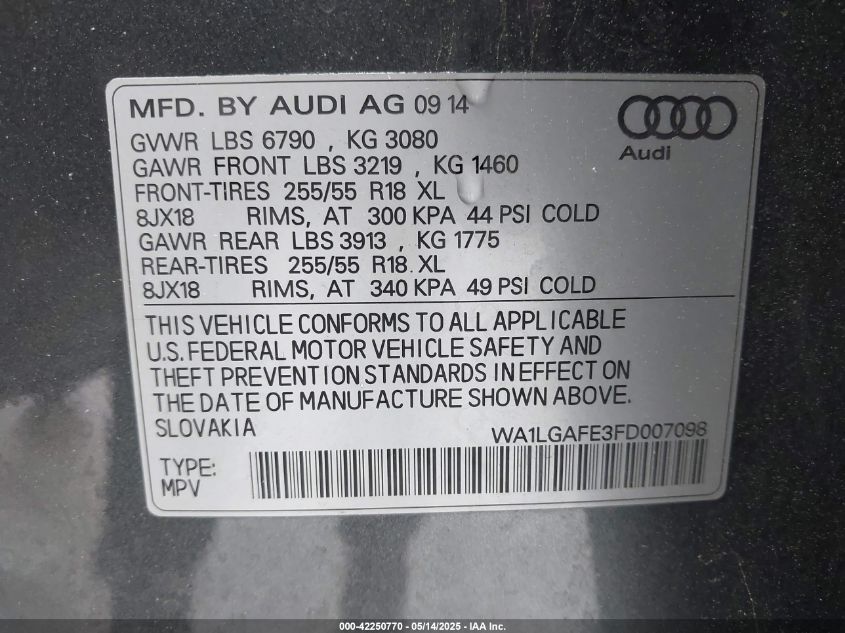 MFD. BY AUDI AG 09 14
GVWR LBS 6790 , KG 3080
GAWR FRONT LBS 3219 , KG 1460
FRONT-TIRES 255/55 R18 XL
8JX18 RIMS, AT 300 KPA 44 PSI COLD
GAWR REAR LBS 3913 , KG 1775
REAR-TIRES 255/55 R18 XL
8JX18 RIMS, AT 340 KPA 49 PSI COLD
Audi
THIS VEHICLE CONFORMS TO ALL APPLICABLE
U.S. FEDERAL MOTOR VEHICLE SAFETY AND
THEFT PREVENTION STANDARDS IN EFFECT ON
THE DATE OF MANUFACTURE SHOWN ABOVE.
SLOVAKIA WA1LGAFE3FD007098
TYPE:
MPV
000-42250770 - 05/14/2025 - IAA Inc.